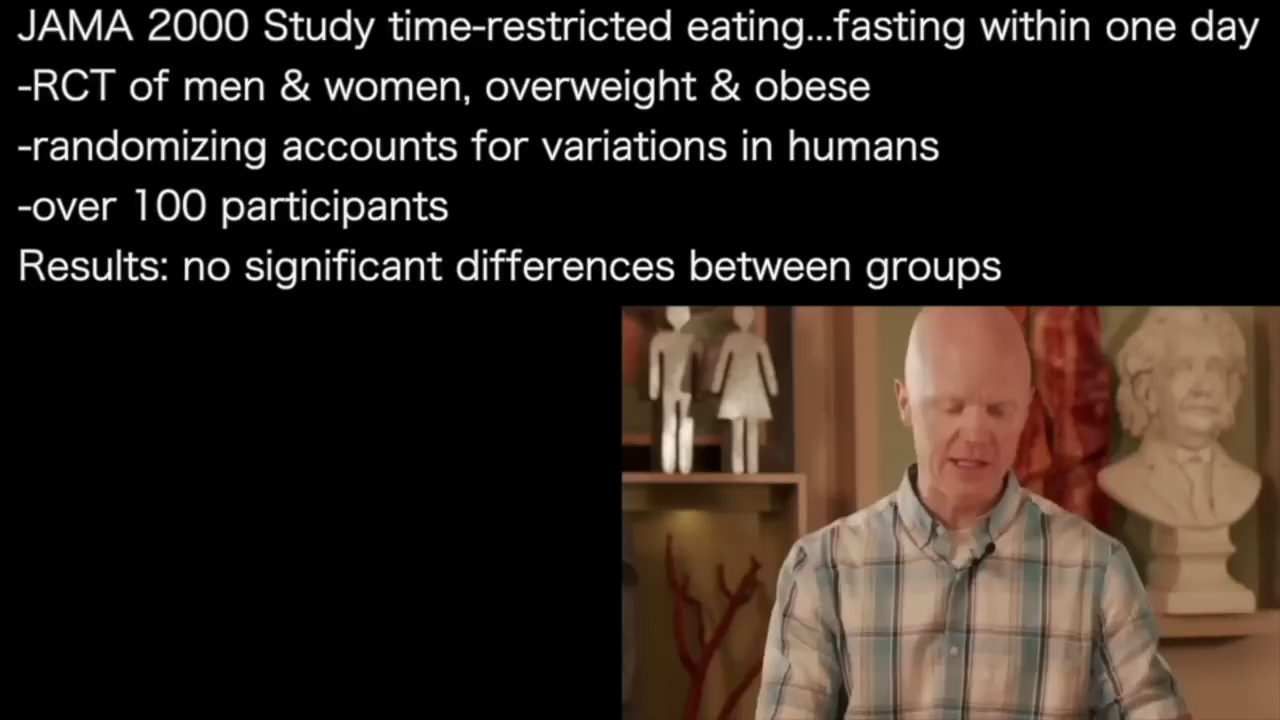 JAMA 2000 Study time-restricted eating...fasting within one day
-RCT of men & women, overweight & obese
-randomizing accounts for variations in humans
-over 100 participants
Results: no significant differences between groups